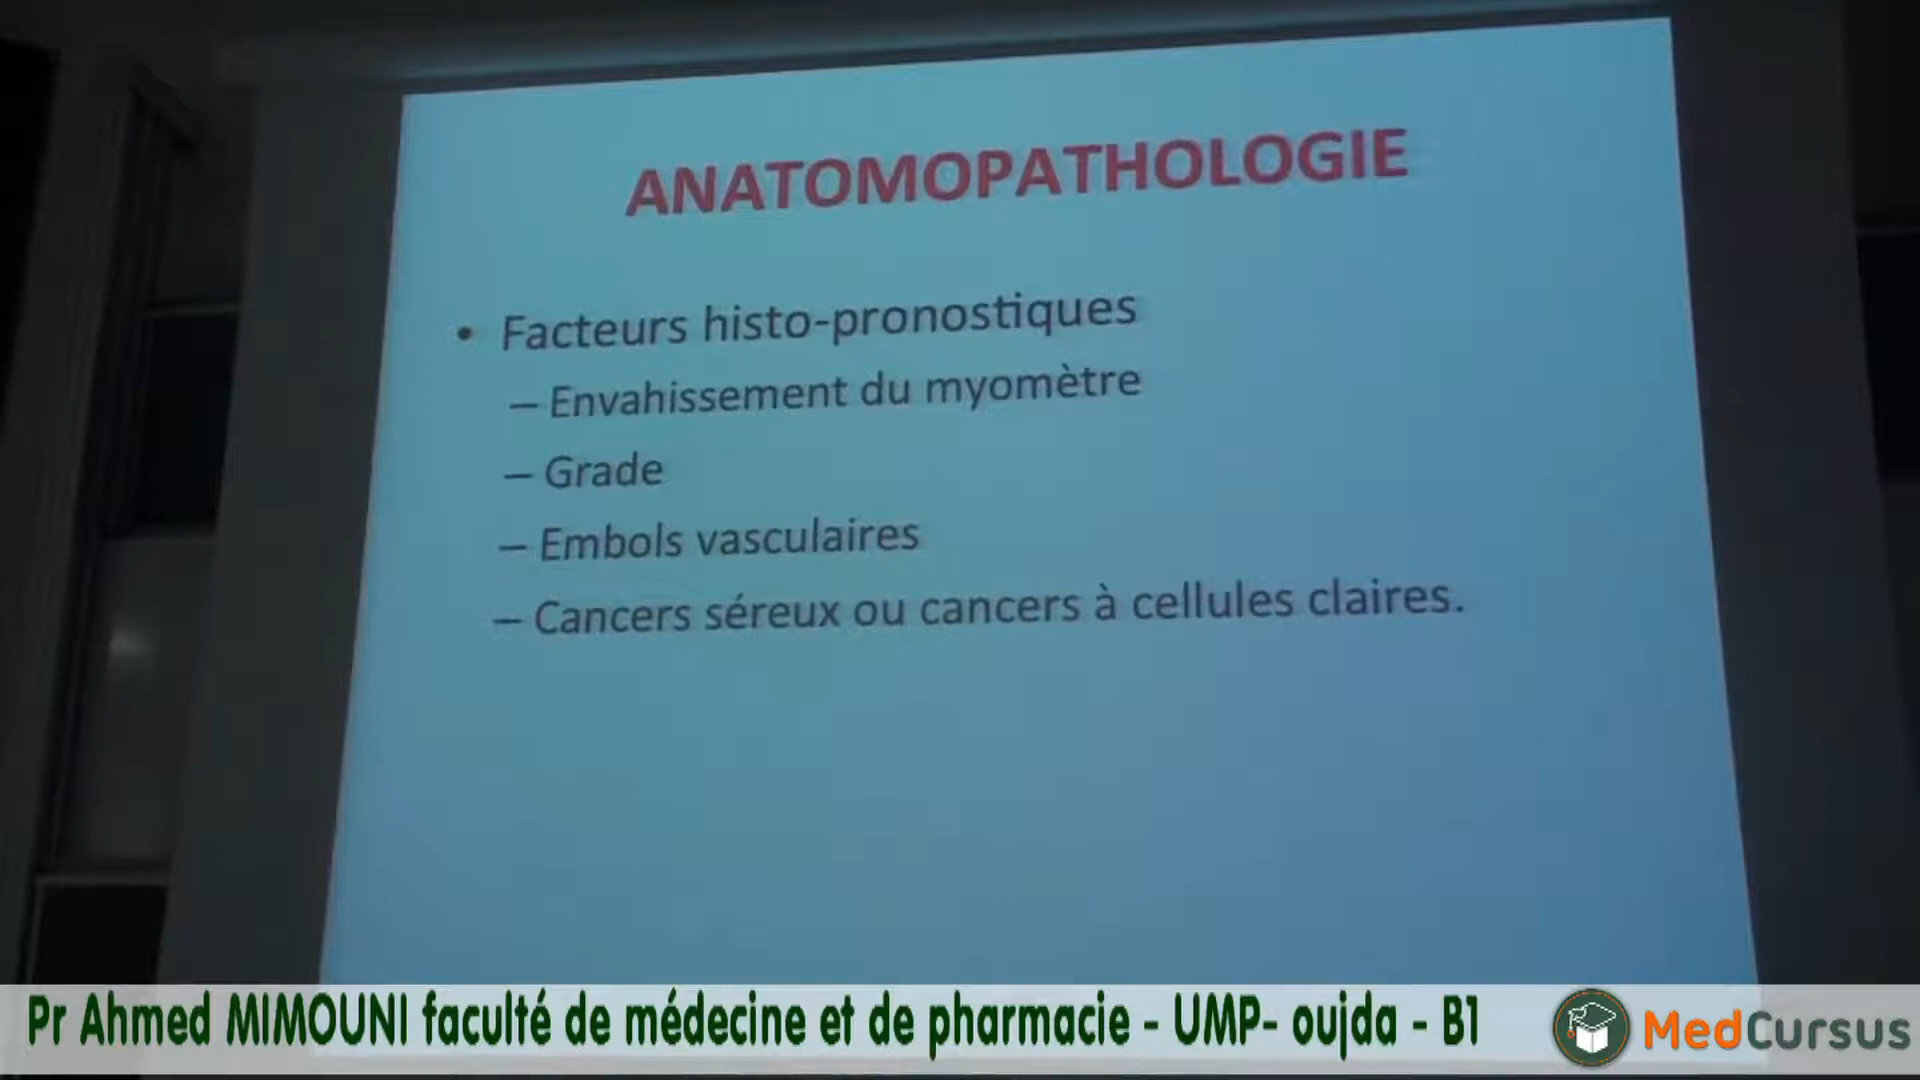 ANATOMOPATHOLOGIE
• Facteurs histo-pronostiques
– Envahissement du myomètre
– Grade
– Embols vasculaires
– Cancers séreux ou cancers à cellules claires.
Pr Ahmed MIMOUNI faculté de médecine et de pharmacie - UMP- oujda - B1
MedCursus